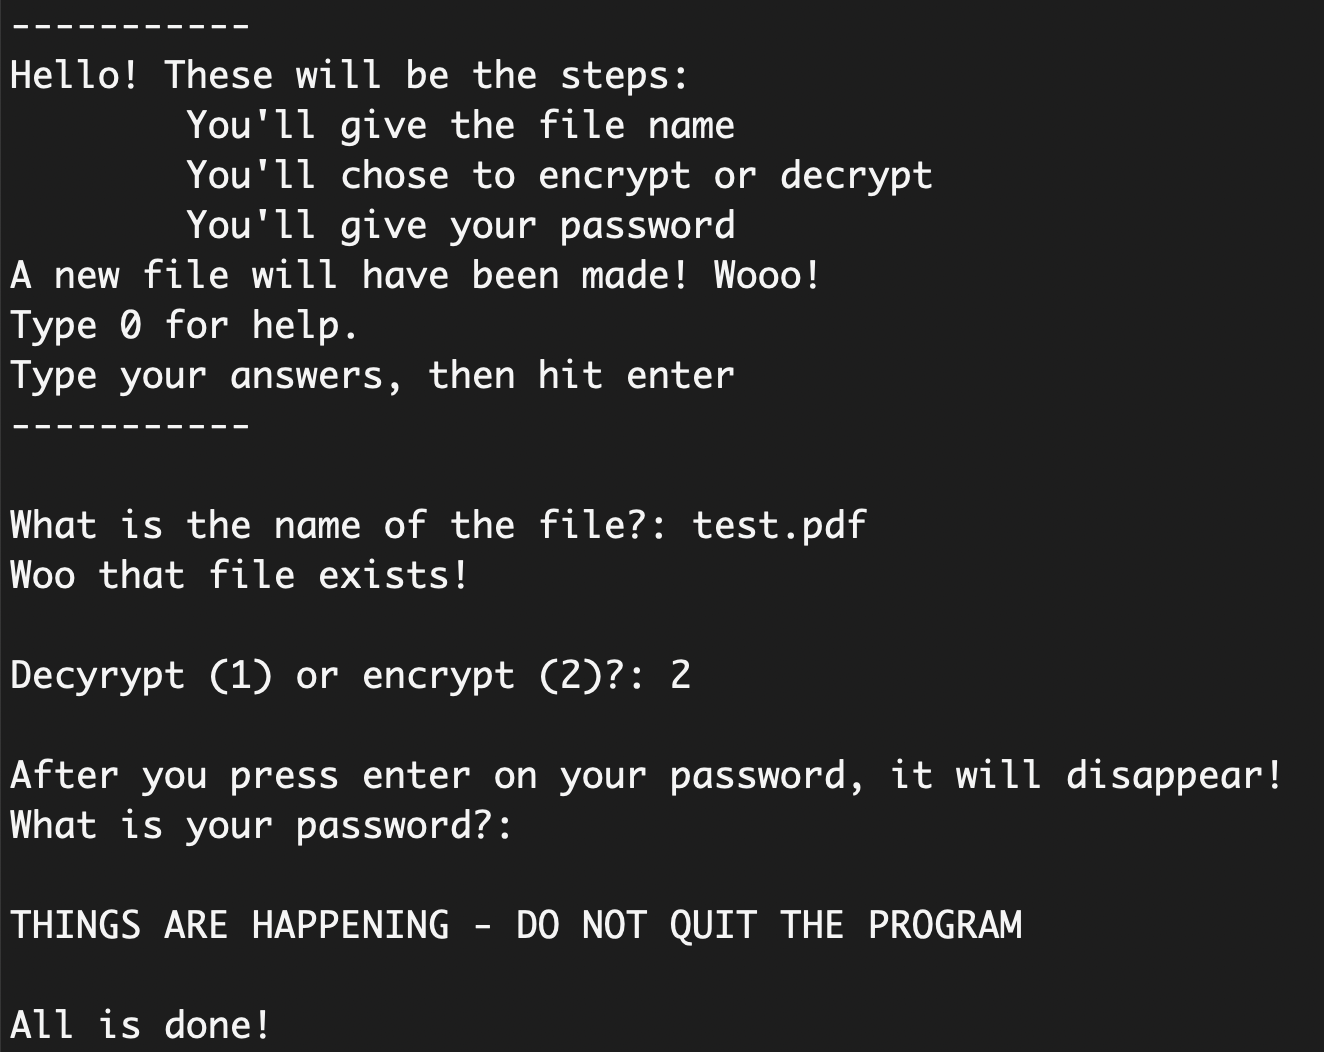 -----------
Hello! These will be the steps:
        You'll give the file name
        You'll chose to encrypt or decrypt
        You'll give your password
A new file will have been made! Wooo!
Type 0 for help.
Type your answers, then hit enter
-----------

What is the name of the file?: test.pdf
Woo that file exists!

Decyrypt (1) or encrypt (2)?: 2

After you press enter on your password, it will disappear!
What is your password?:

THINGS ARE HAPPENING - DO NOT QUIT THE PROGRAM

All is done!